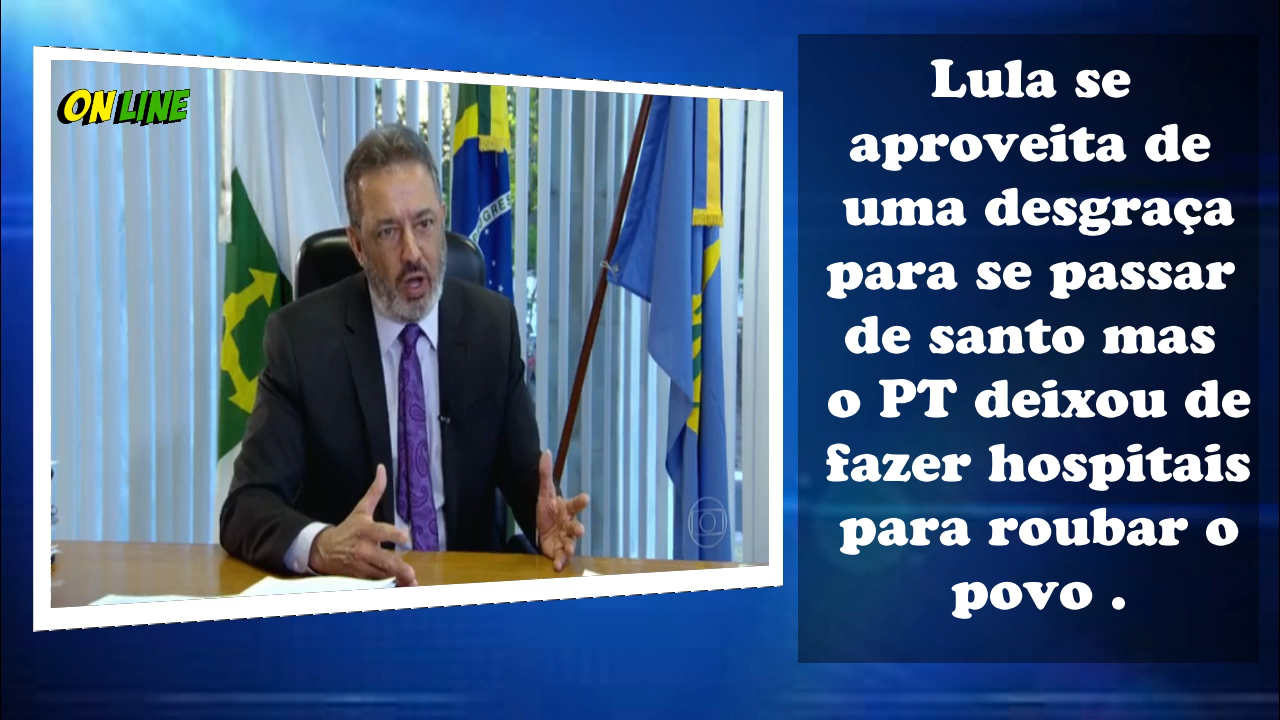 ON LINE
GRES
Lula se
aproveita de
uma desgraça
para se passar
de santo mas
o PT deixou de
fazer hospitais
para roubar o
povo .